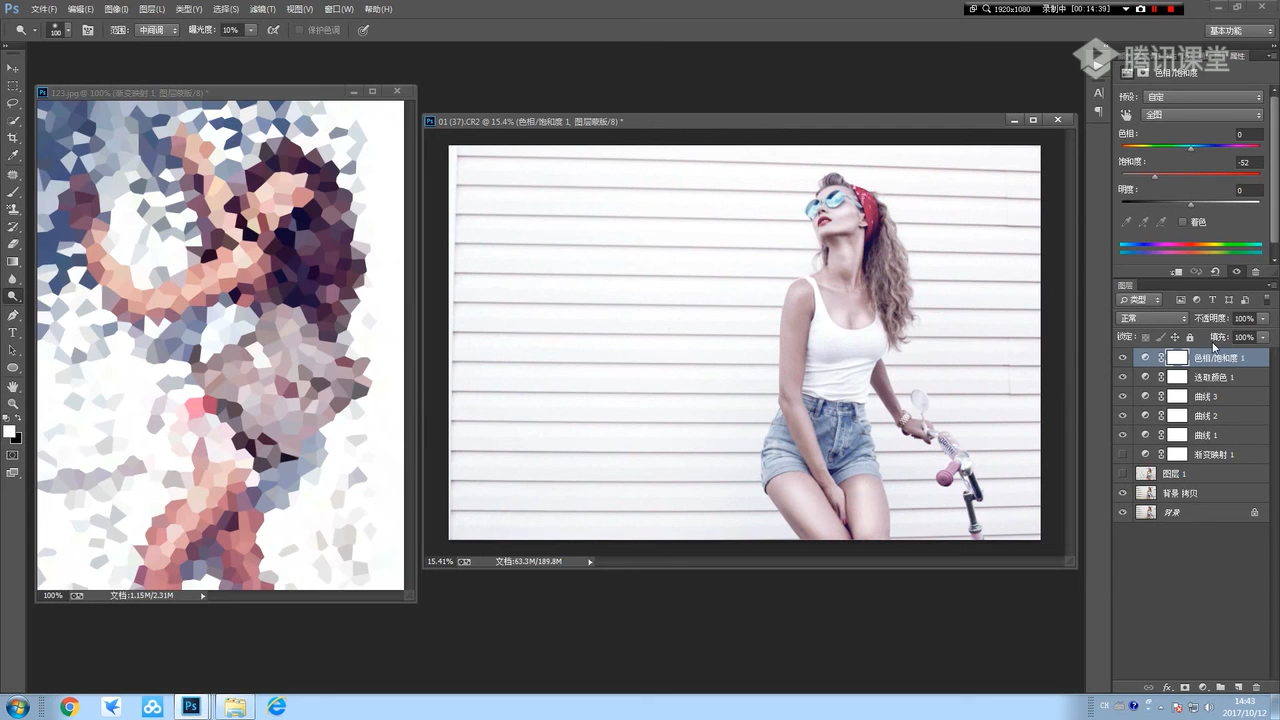 Ps 文件(F) 编辑(E) 图像(I) 图层(L) 类型(Y) 选择(S) 滤镜(T) 视图(V) 窗口(W) 帮助(H)
1920x1080 录制中 [00:14:39]
100 范围: 中间调 曝光度: 10% 保护色调 基本功能
腾讯课堂
属性
色相/饱和度
预设: 自定
全图
色相: 0
饱和度: -52
明度: 0
着色
123.jpg @ 100% (渐变映射 1, 图层蒙版/8) *
01 (37).CR2 @ 15.4% (色相/饱和度 1, 图层蒙版/8) *
图层
类型
正常 不透明度: 100%
锁定: 填充: 100%
色相/饱和度 1
选取颜色 1
曲线 3
曲线 2
曲线 1
渐变映射 1
图层 1
背景 拷贝
背景
15.41% 文档:63.3M/189.8M
100% 文档:1.15M/2.31M
CH 14:43
2017/10/12